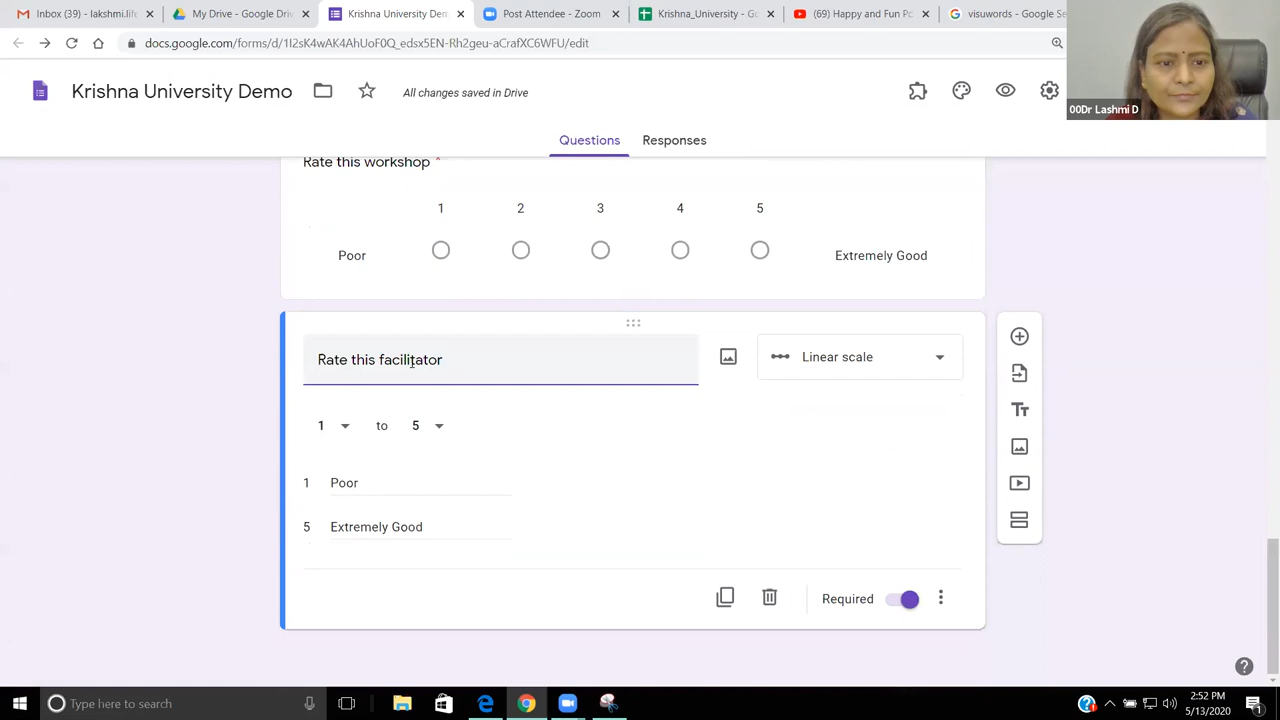 Inbox (39) - lashmi.life
My Drive - Google Driv
Krishna University Dem
Post Attendee - Zoom
Krishna_University - G
(69) Happy and Fun P
visuwords - Google Se
docs.google.com/forms/d/1I2sK4wAK4AhUoF0Q_edsx5EN-Rh2geu-aCrafXC6WFU/edit
Krishna University Demo
All changes saved in Drive
00Dr Lashmi D
Questions
Responses
Rate this workshop *
1 2 3 4 5
Poor
Extremely Good
Rate this facilitator
Linear scale
1 to 5
1 Poor
5 Extremely Good
Required
Type here to search
2:52 PM
5/13/2020